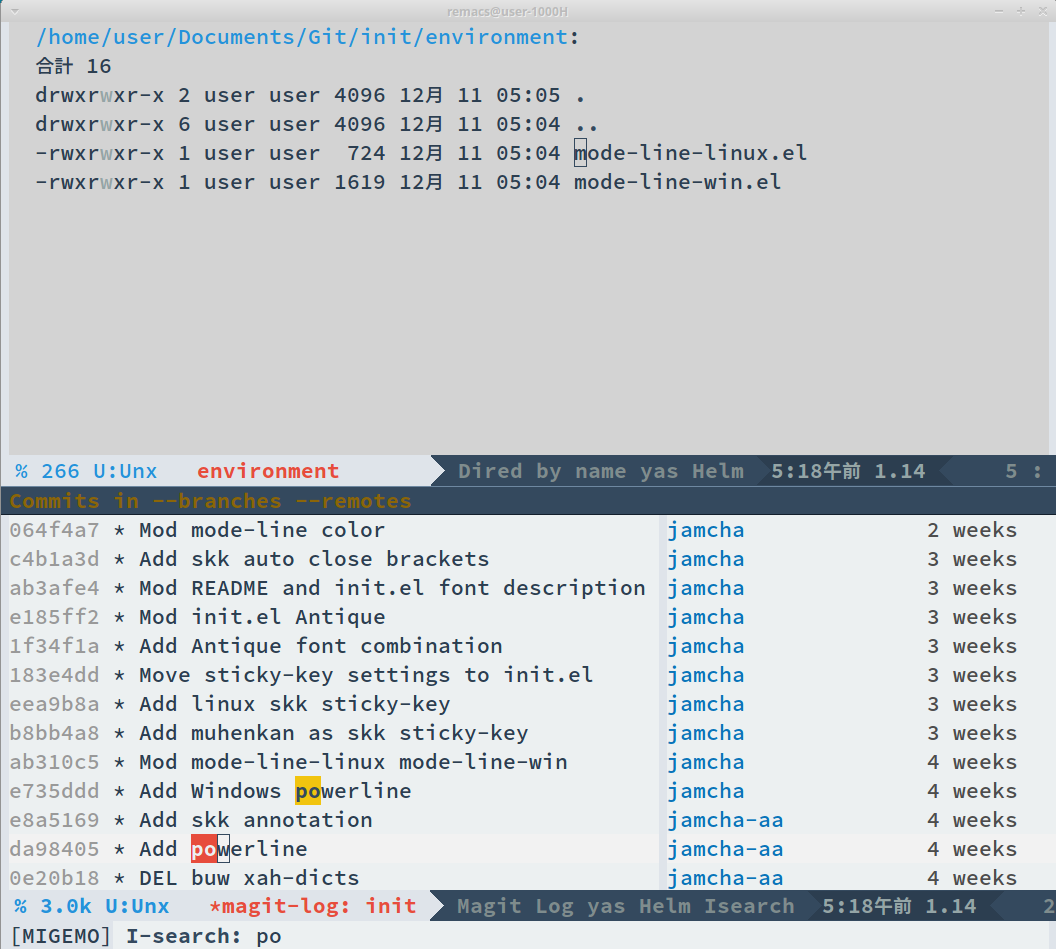 remacs@user-1000H
/home/user/Documents/Git/init/environment:
合計 16
drwxrwxr-x 2 user user 4096 12月 11 05:05 .
drwxrwxr-x 6 user user 4096 12月 11 05:04 ..
-rwxrwxr-x 1 user user  724 12月 11 05:04 mode-line-linux.el
-rwxrwxr-x 1 user user 1619 12月 11 05:04 mode-line-win.el
% 266 U:Unx   environment   Dired by name yas Helm   5:18午前 1.14   5 :
Commits in --branches --remotes
064f4a7 * Mod mode-line color   jamcha   2 weeks
c4b1a3d * Add skk auto close brackets   jamcha   3 weeks
ab3afe4 * Mod README and init.el font description   jamcha   3 weeks
e185ff2 * Mod init.el Antique   jamcha   3 weeks
1f34f1a * Add Antique font combination   jamcha   3 weeks
183e4dd * Move sticky-key settings to init.el   jamcha   3 weeks
eea9b8a * Add linux skk sticky-key   jamcha   3 weeks
b8bb4a8 * Add muhenkan as skk sticky-key   jamcha   3 weeks
ab310c5 * Mod mode-line-linux mode-line-win   jamcha   4 weeks
e735ddd * Add Windows powerline   jamcha   4 weeks
e8a5169 * Add skk annotation   jamcha-aa   4 weeks
da98405 * Add powerline   jamcha-aa   4 weeks
0e20b18 * DEL buw xah-dicts   jamcha-aa   4 weeks
% 3.0k U:Unx   *magit-log: init   Magit Log yas Helm Isearch   5:18午前 1.14   2
[MIGEMO] I-search: po